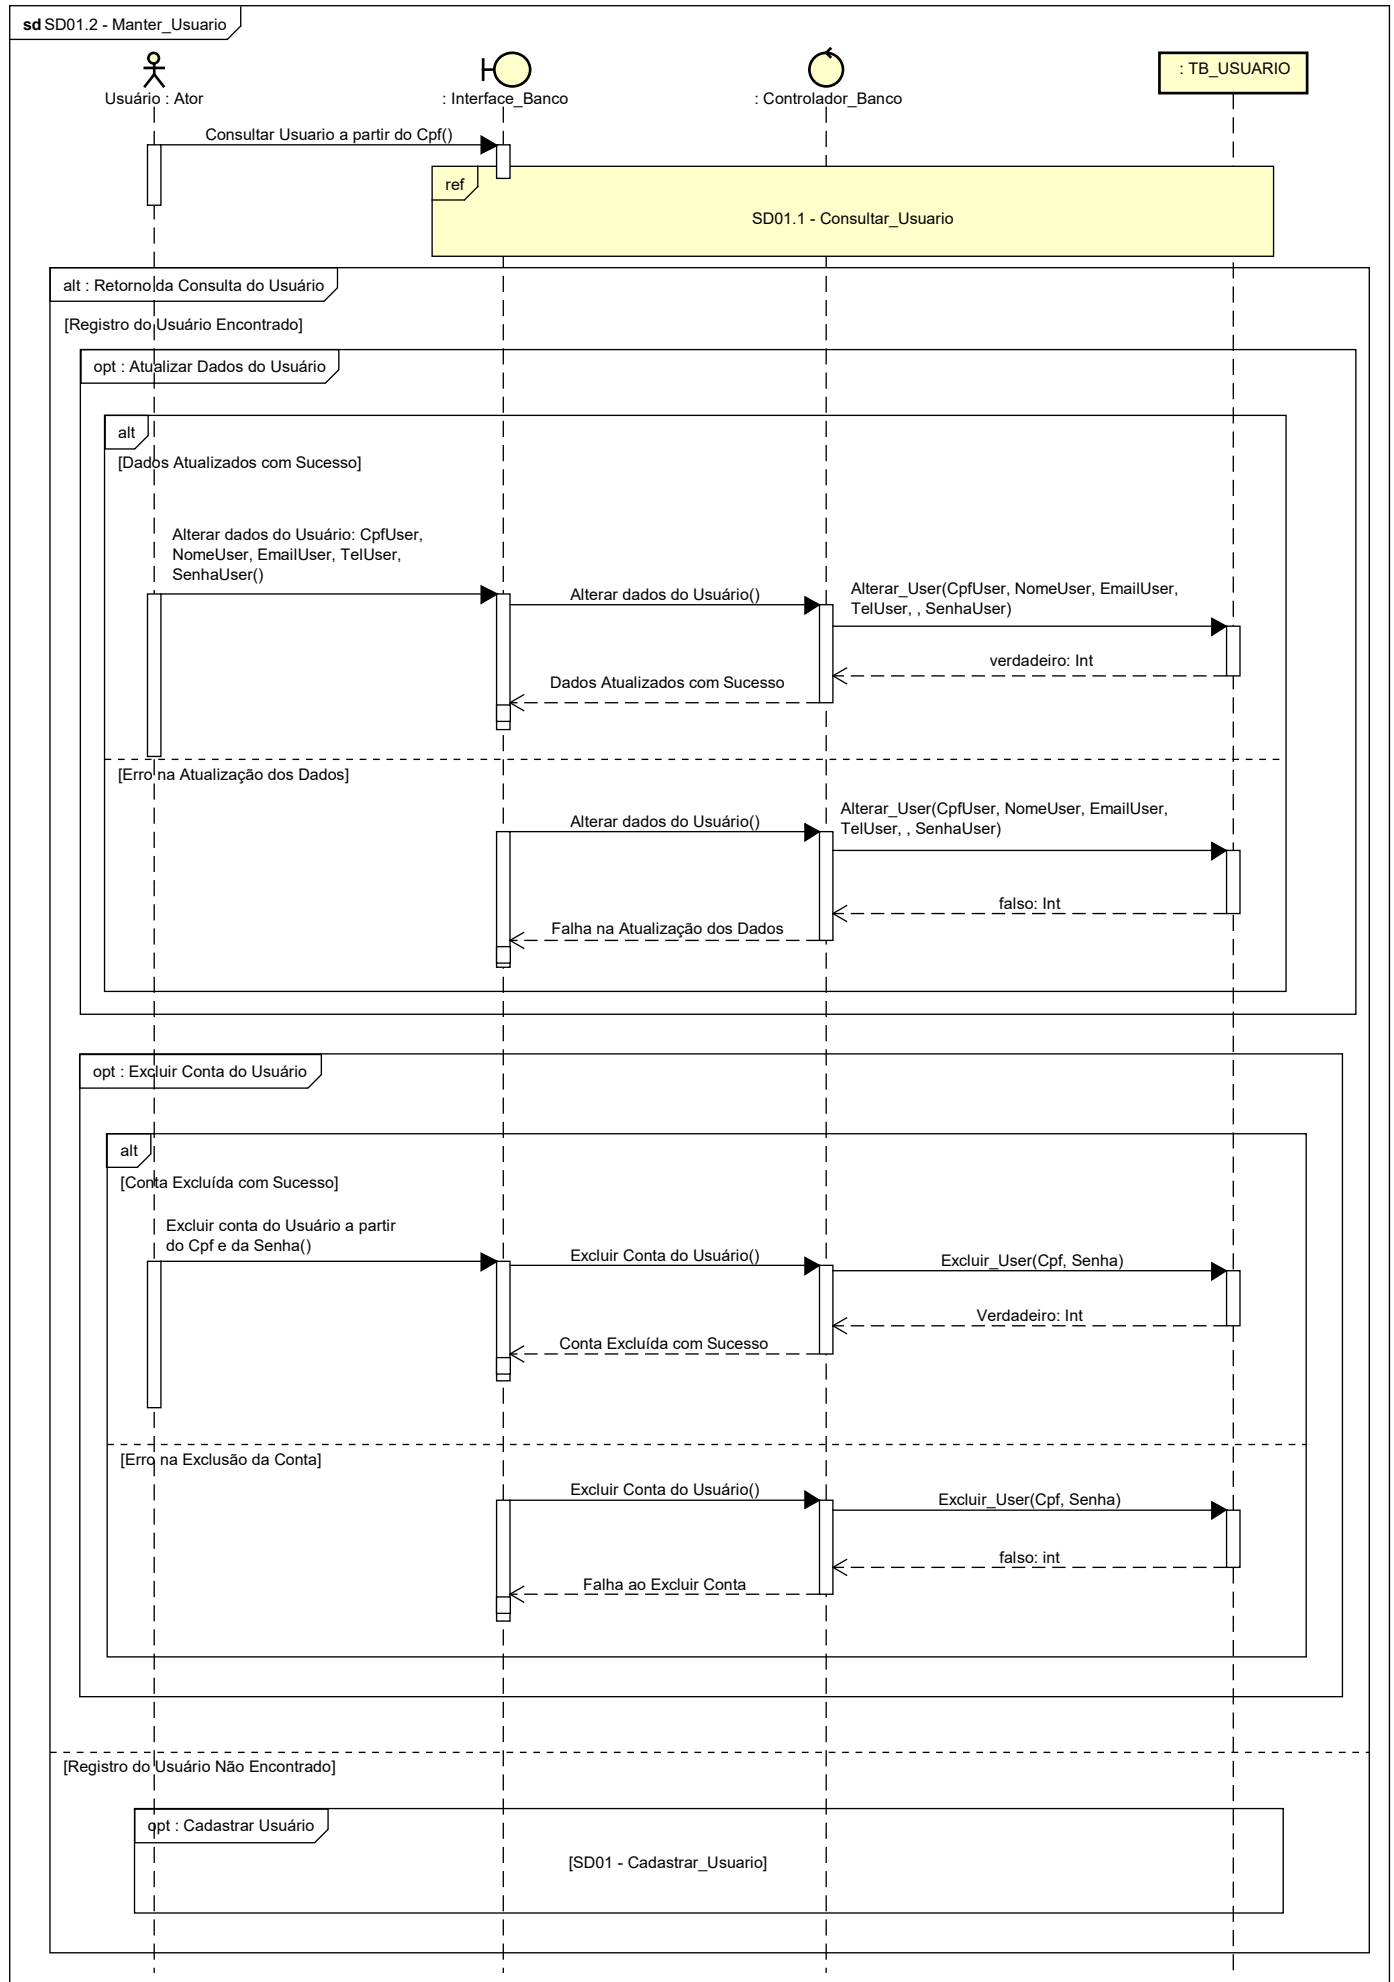 sd SD01.2 - Manter_Usuario
Usuário : Ator
: Interface_Banco
: Controlador_Banco
: TB_USUARIO
Consultar Usuario a partir do Cpf()
ref
SD01.1 - Consultar_Usuario
alt : Retorno da Consulta do Usuário
[Registro do Usuário Encontrado]
opt : Atualizar Dados do Usuário
alt
[Dados Atualizados com Sucesso]
Alterar dados do Usuário: CpfUser,
NomeUser, EmailUser, TelUser,
SenhaUser()
Alterar dados do Usuário()
Alterar_User(CpfUser, NomeUser, EmailUser,
TelUser, , SenhaUser)
verdadeiro: Int
Dados Atualizados com Sucesso
[Erro na Atualização dos Dados]
Alterar dados do Usuário()
Alterar_User(CpfUser, NomeUser, EmailUser,
TelUser, , SenhaUser)
falso: Int
Falha na Atualização dos Dados
opt : Excluir Conta do Usuário
alt
[Conta Excluída com Sucesso]
Excluir conta do Usuário a partir
do Cpf e da Senha()
Excluir Conta do Usuário()
Excluir_User(Cpf, Senha)
Verdadeiro: Int
Conta Excluída com Sucesso
[Erro na Exclusão da Conta]
Excluir Conta do Usuário()
Excluir_User(Cpf, Senha)
falso: int
Falha ao Excluir Conta
[Registro do Usuário Não Encontrado]
opt : Cadastrar Usuário
[SD01 - Cadastrar_Usuario]